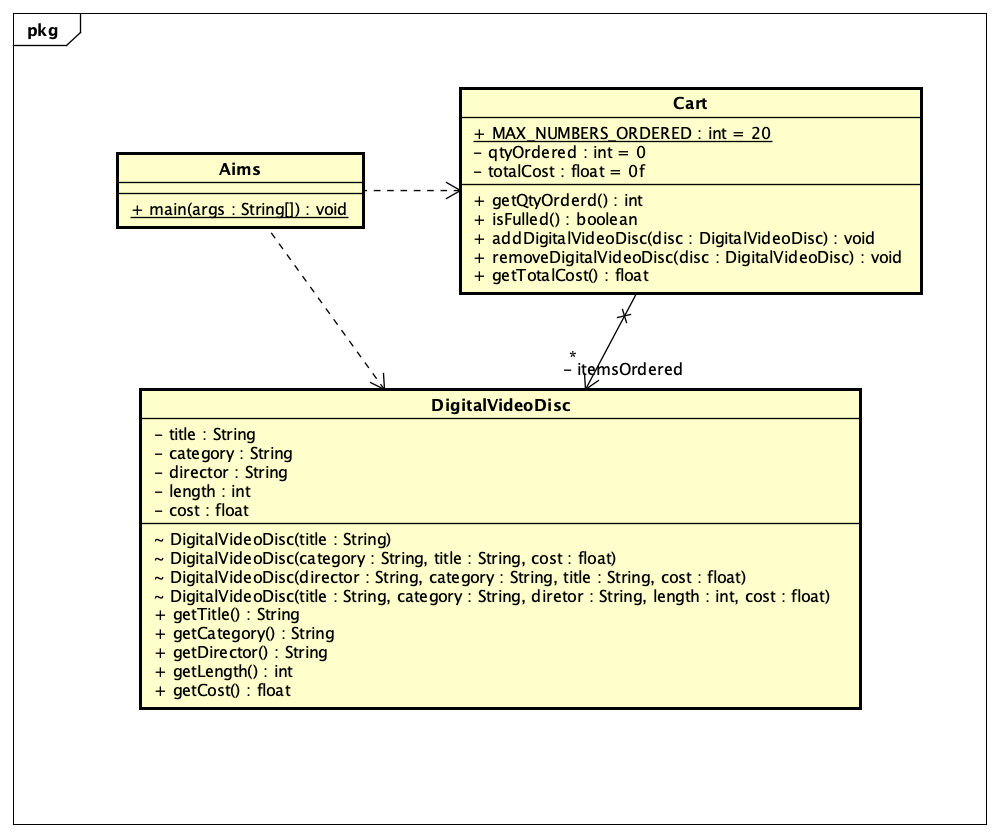 pkg
Cart
+ MAX_NUMBERS_ORDERED : int = 20
- qtyOrdered : int = 0
- totalCost : float = 0f
+ getQtyOrderd() : int
+ isFulled() : boolean
+ addDigitalVideoDisc(disc : DigitalVideoDisc) : void
+ removeDigitalVideoDisc(disc : DigitalVideoDisc) : void
+ getTotalCost() : float
Aims
+ main(args : String[]) : void
*
- itemsOrdered
DigitalVideoDisc
- title : String
- category : String
- director : String
- length : int
- cost : float
~ DigitalVideoDisc(title : String)
~ DigitalVideoDisc(category : String, title : String, cost : float)
~ DigitalVideoDisc(director : String, category : String, title : String, cost : float)
~ DigitalVideoDisc(title : String, category : String, diretor : String, length : int, cost : float)
+ getTitle() : String
+ getCategory() : String
+ getDirector() : String
+ getLength() : int
+ getCost() : float